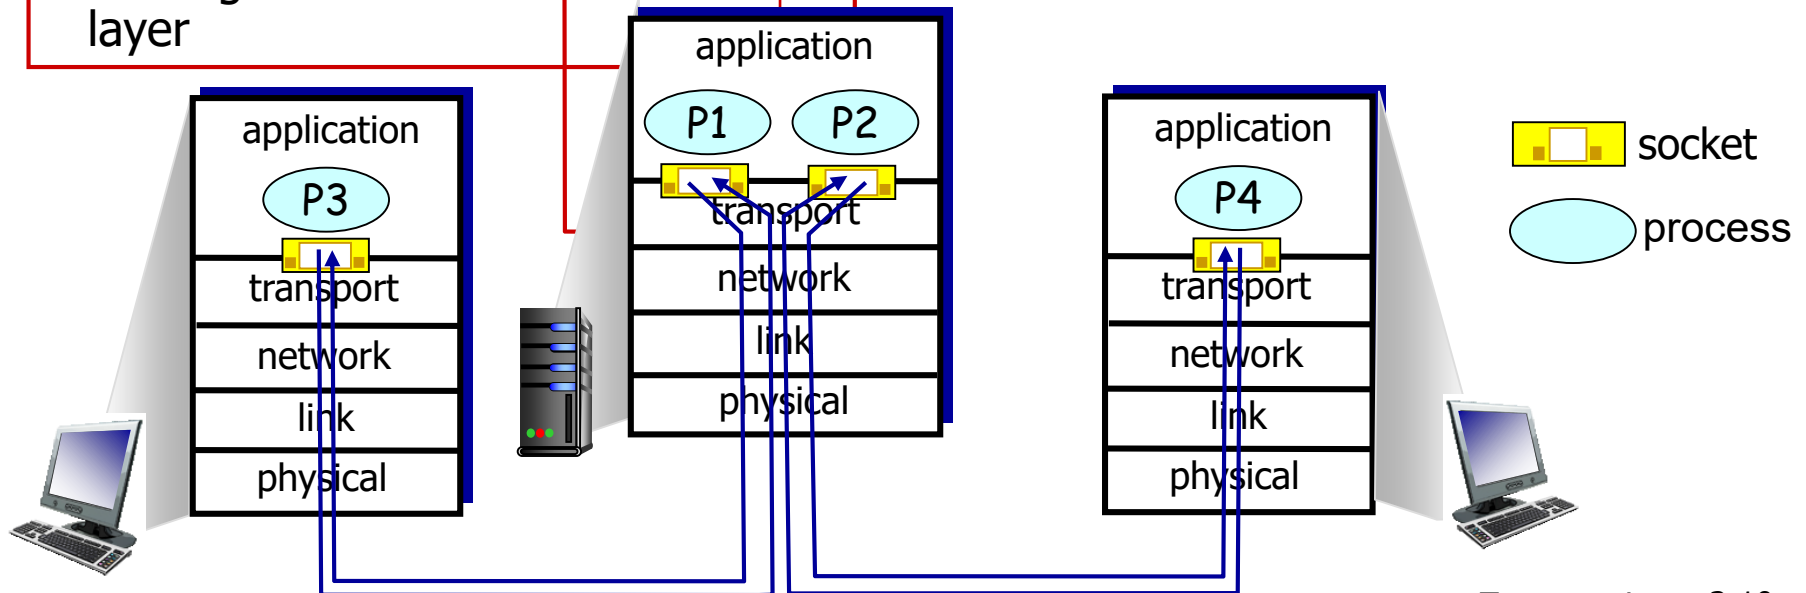 layer
application
P3
transport
network
link
physical
application
P1 P2
transport
network
link
physical
application
P4
transport
network
link
physical
socket
process